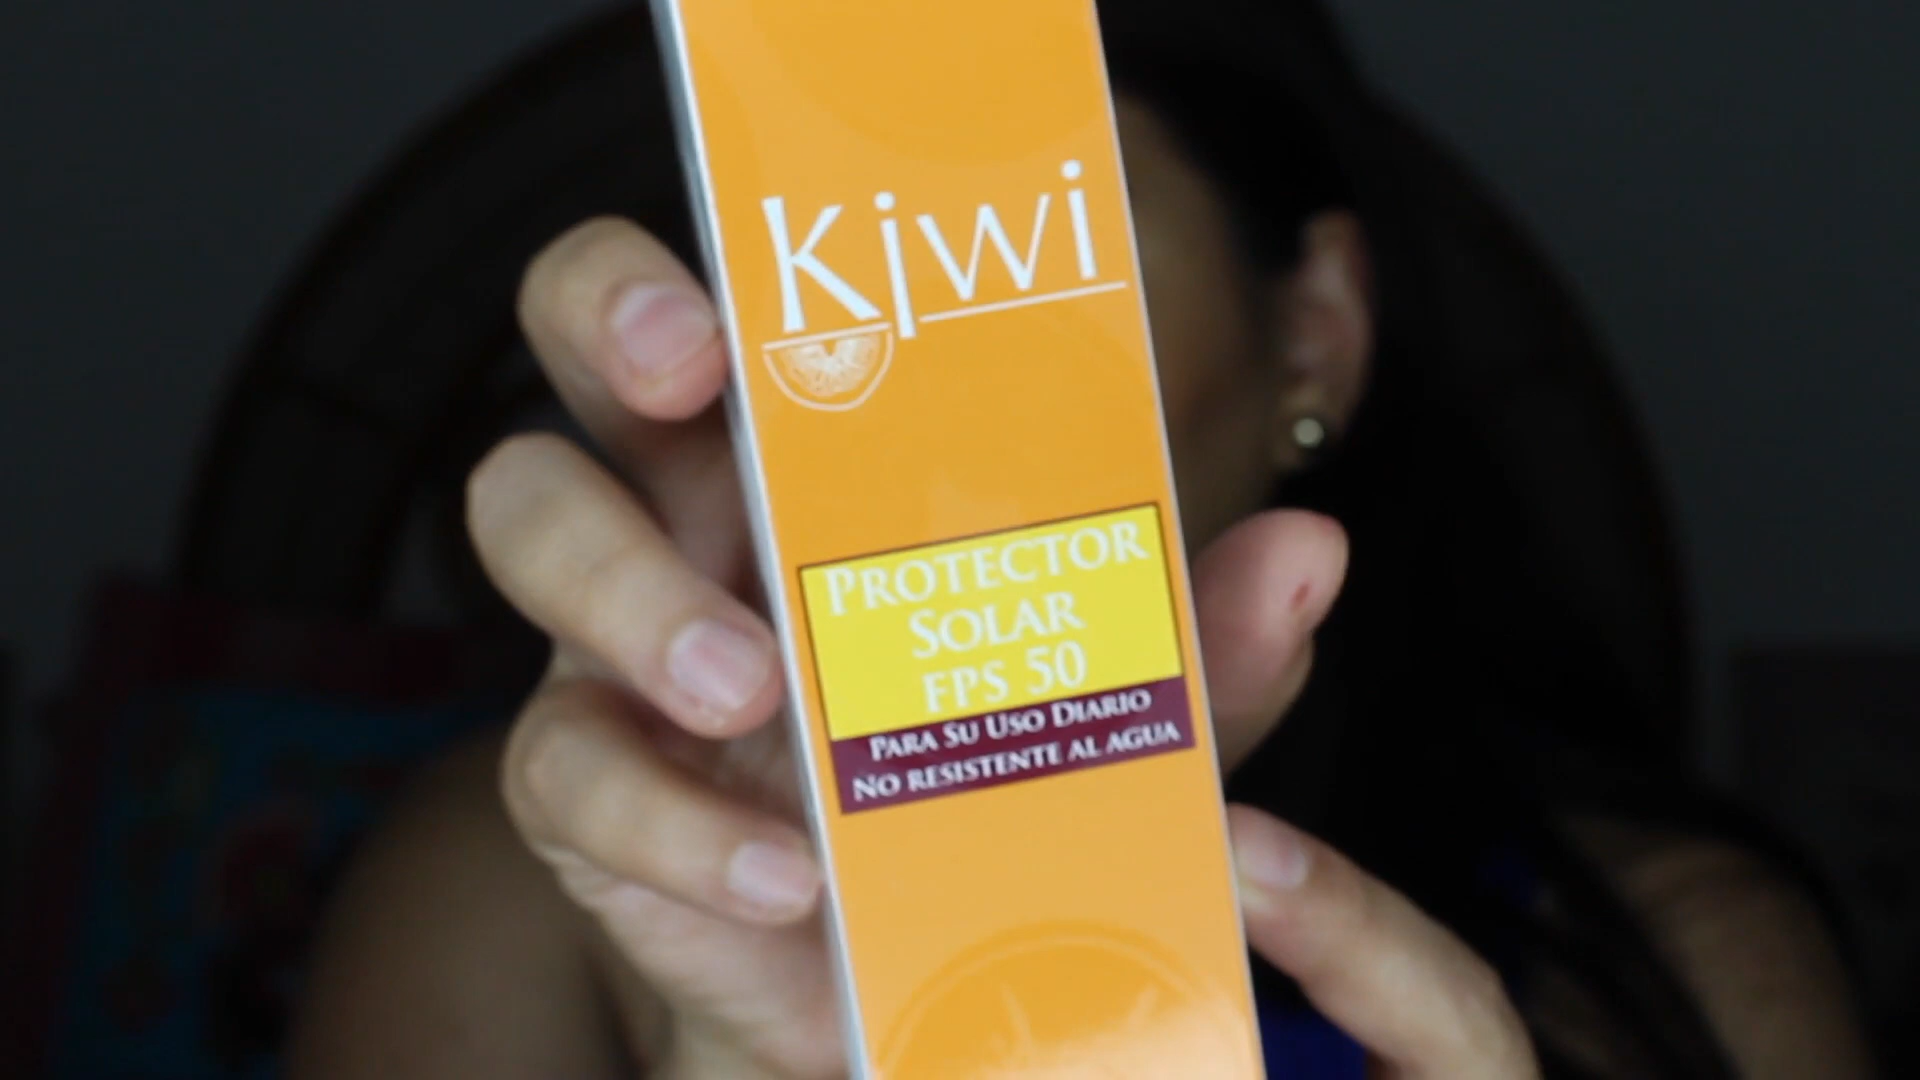 Kiwi
PROTECTOR
SOLAR
FPS 50
PARA SU USO DIARIO
NO RESISTENTE AL AGUA